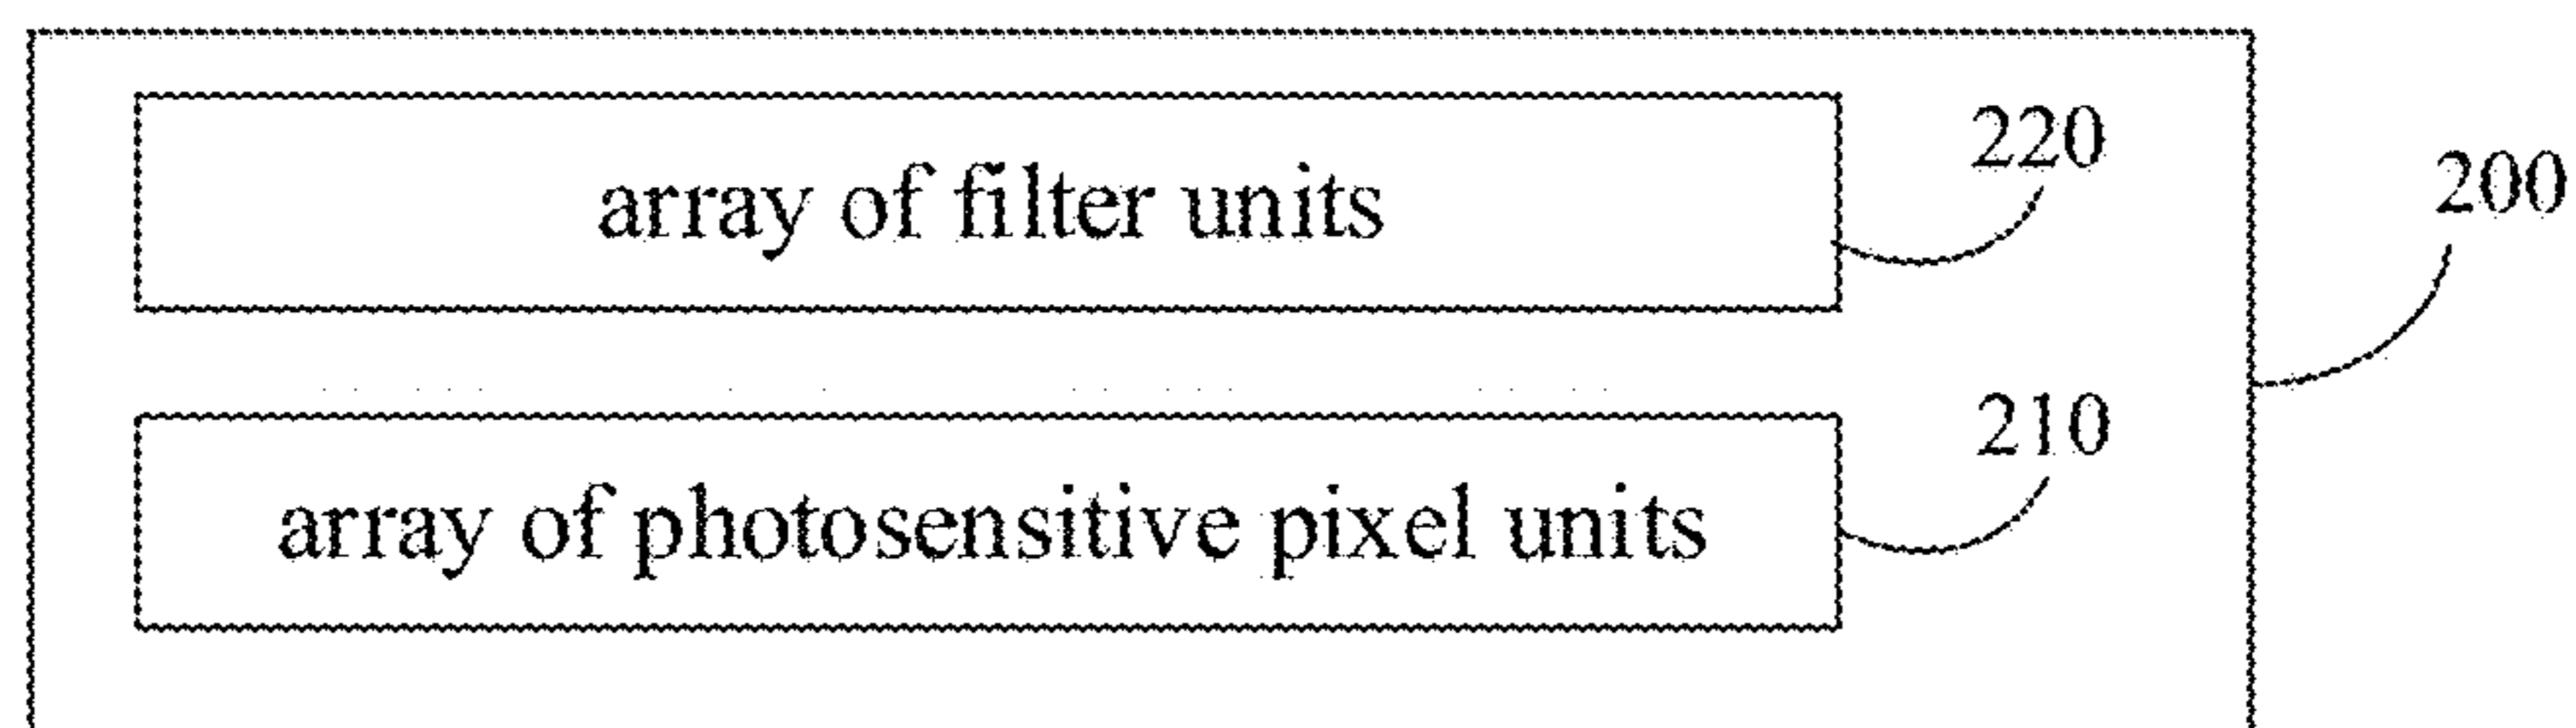 array of filter units
220
200
array of photosensitive pixel units
210